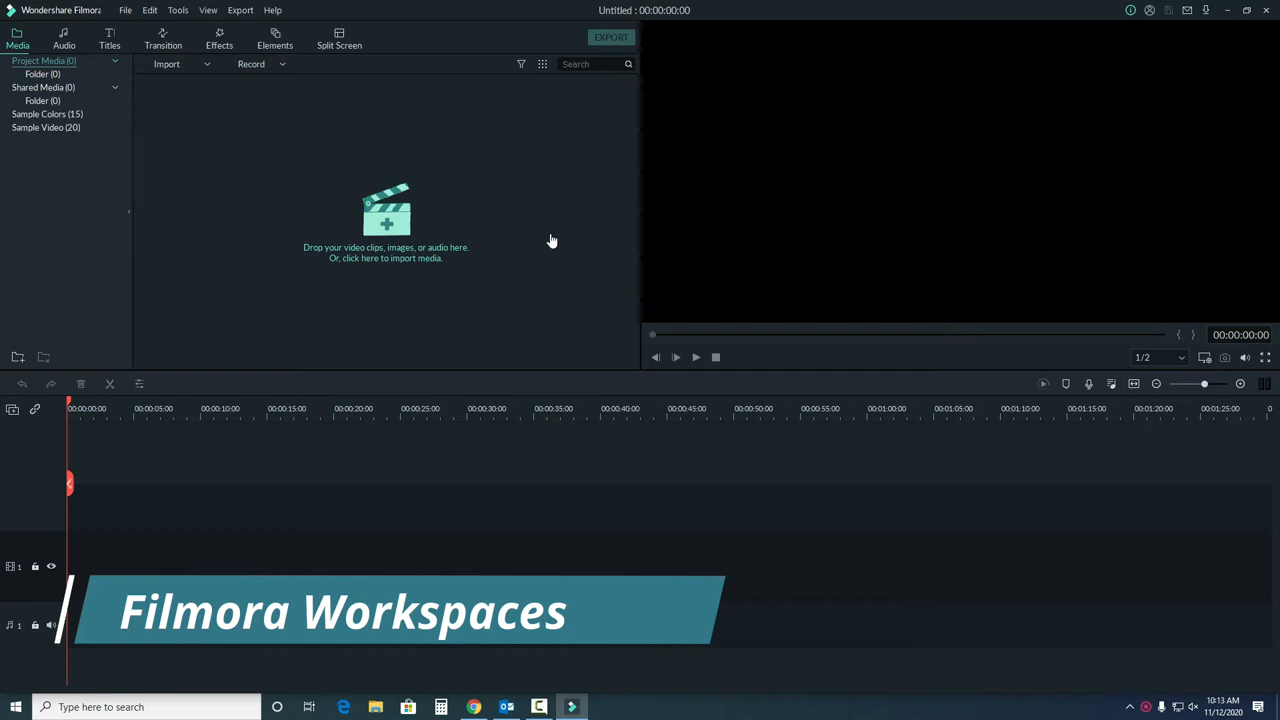 Wondershare Filmora
File Edit Tools View Export Help
Untitled : 00:00:00:00
Media Audio Titles Transition Effects Elements Split Screen
EXPORT
Project Media (0)
Folder (0)
Shared Media (0)
Folder (0)
Sample Colors (15)
Sample Video (20)
Import Record Search
Drop your video clips, images, or audio here.
Or, click here to import media.
{ } 00:00:00:00
1/2
00:00:00:00 00:00:05:00 00:00:10:00 00:00:15:00 00:00:20:00 00:00:25:00 00:00:30:00 00:00:35:00 00:00:40:00 00:00:45:00 00:00:50:00 00:00:55:00 00:01:00:00 00:01:05:00 00:01:10:00 00:01:15:00 00:01:20:00 00:01:25:00 0
1
Filmora Workspaces
1
Type here to search
10:13 AM
11/12/2020